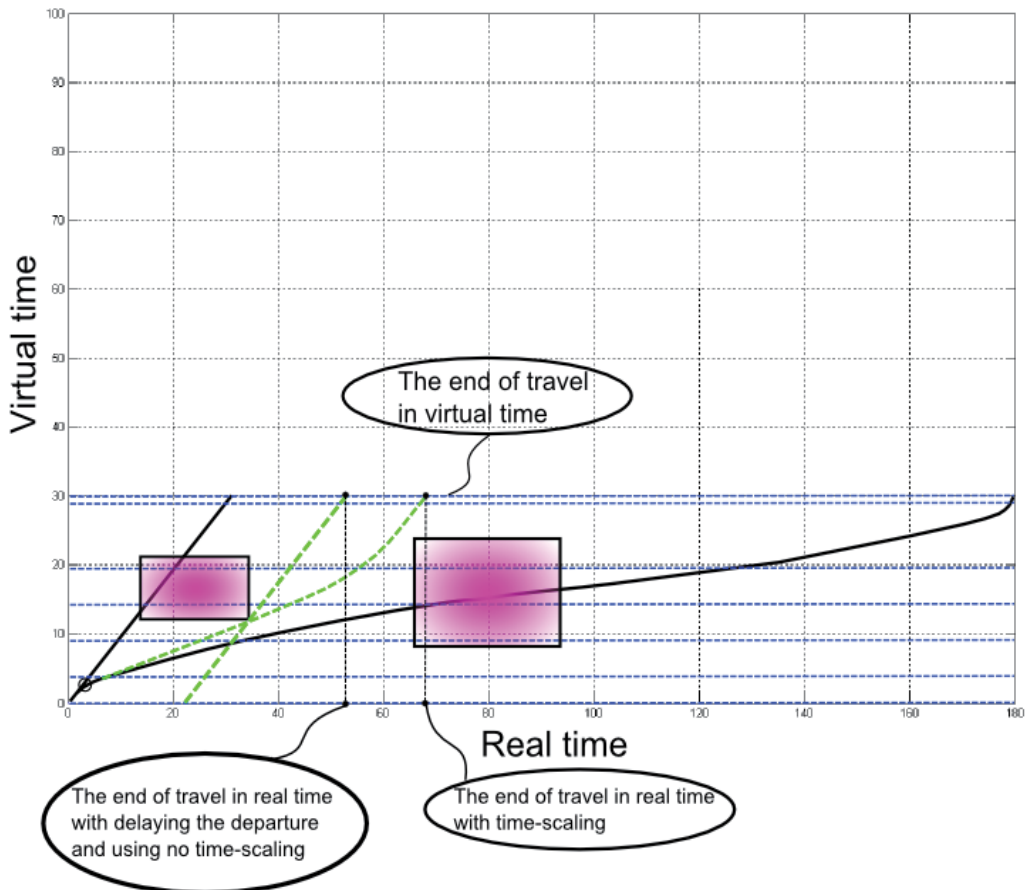 100
90
80
70
60
50
40
30
20
10
0
Virtual time
The end of travel
in virtual time
0 20 40 60 80 100 120 140 160 180
Real time
The end of travel in real time
with delaying the departure
and using no time-scaling
The end of travel in real time
with time-scaling